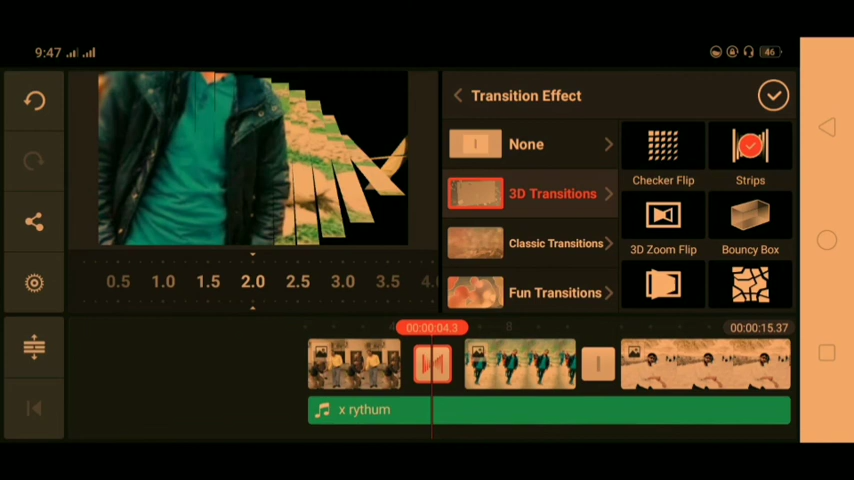 9:47
46
Transition Effect
None
3D Transitions
Classic Transitions
Fun Transitions
Checker Flip
Strips
3D Zoom Flip
Bouncy Box
0.5 1.0 1.5 2.0 2.5 3.0 3.5 4.
00:00:04.3
8
00:00:15.37
x rythum